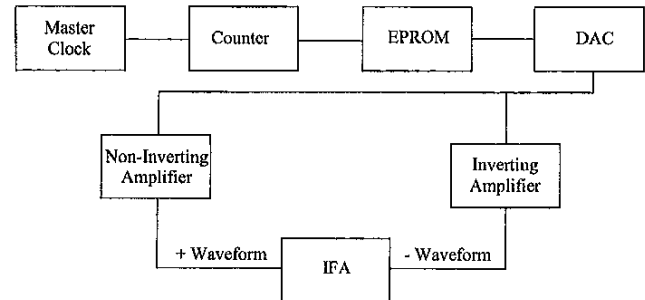 Master
Clock
Counter
EPROM
DAC
Non-Inverting
Amplifier
Inverting
Amplifier
+ Waveform
IFA
- Waveform